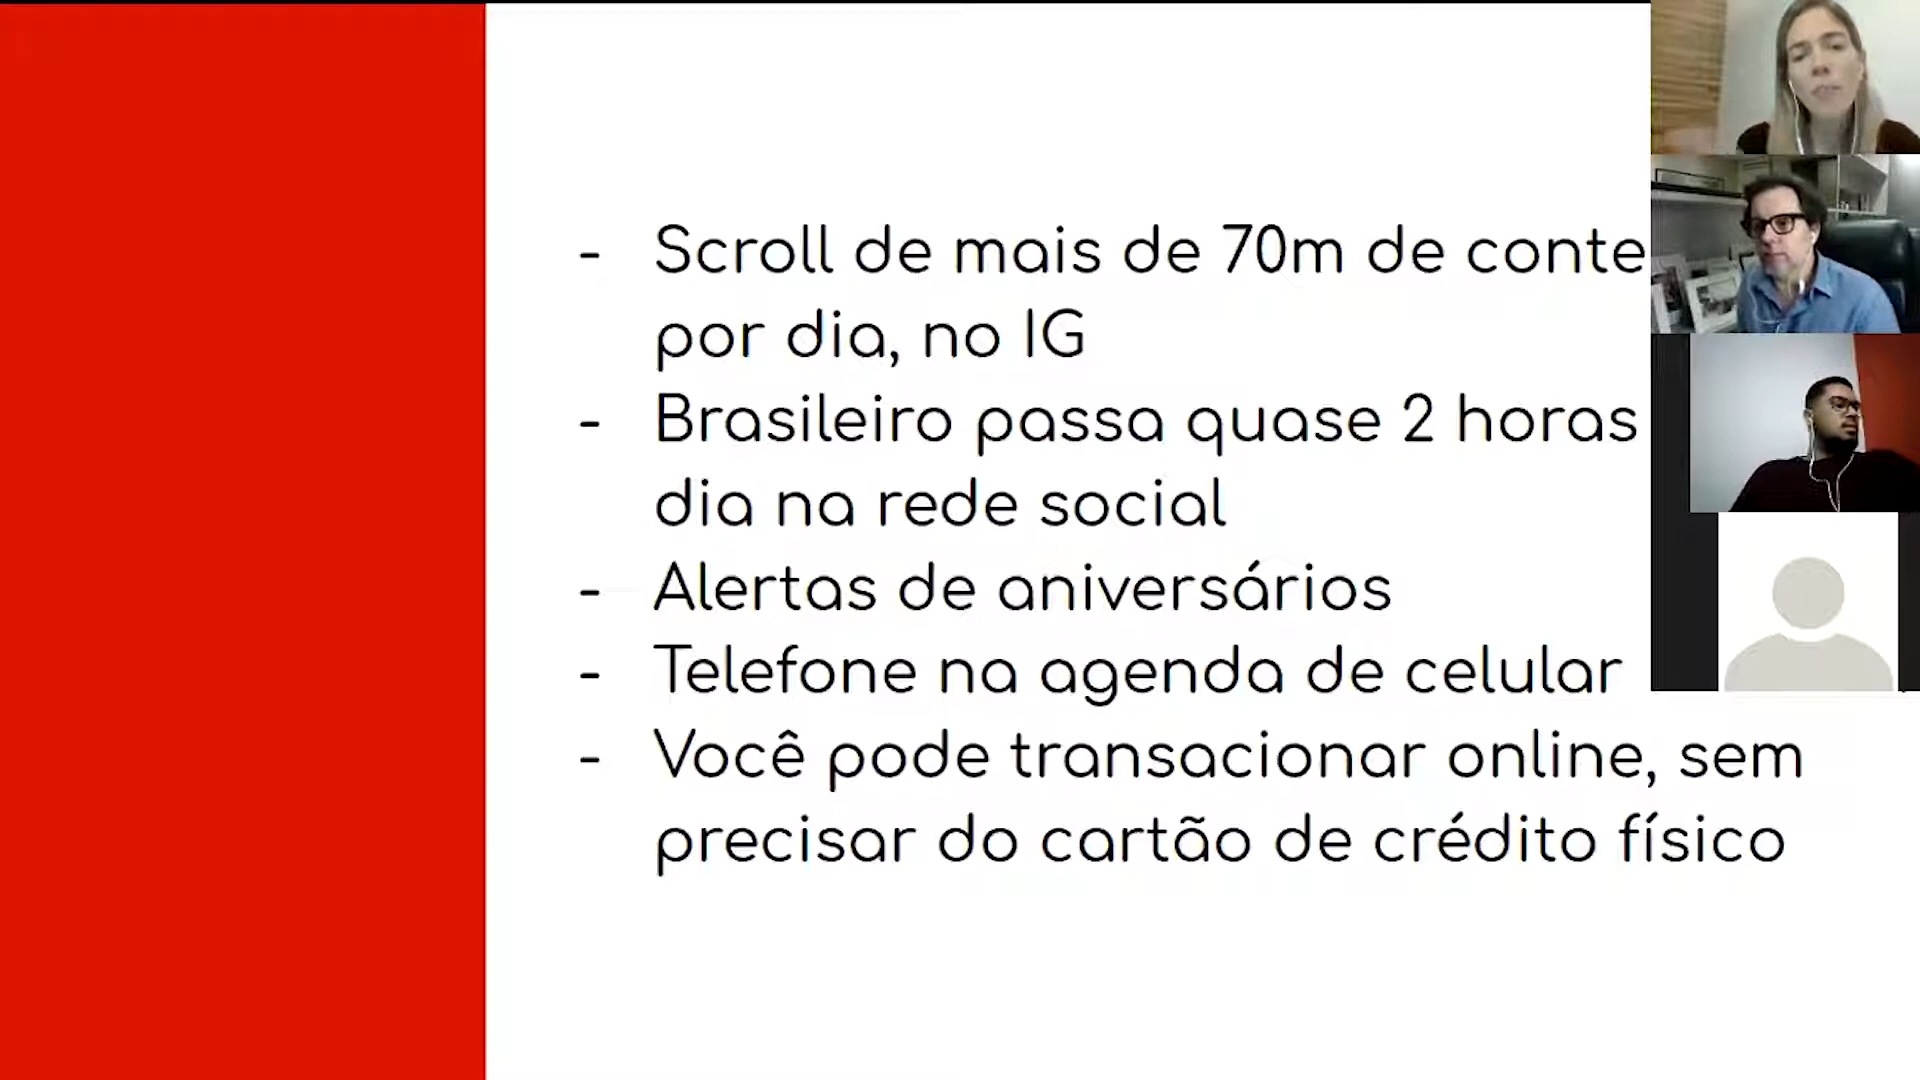 - Scroll de mais de 70m de conte
por dia, no IG
- Brasileiro passa quase 2 horas
dia na rede social
- Alertas de aniversários
- Telefone na agenda de celular
- Você pode transacionar online, sem
precisar do cartão de crédito físico